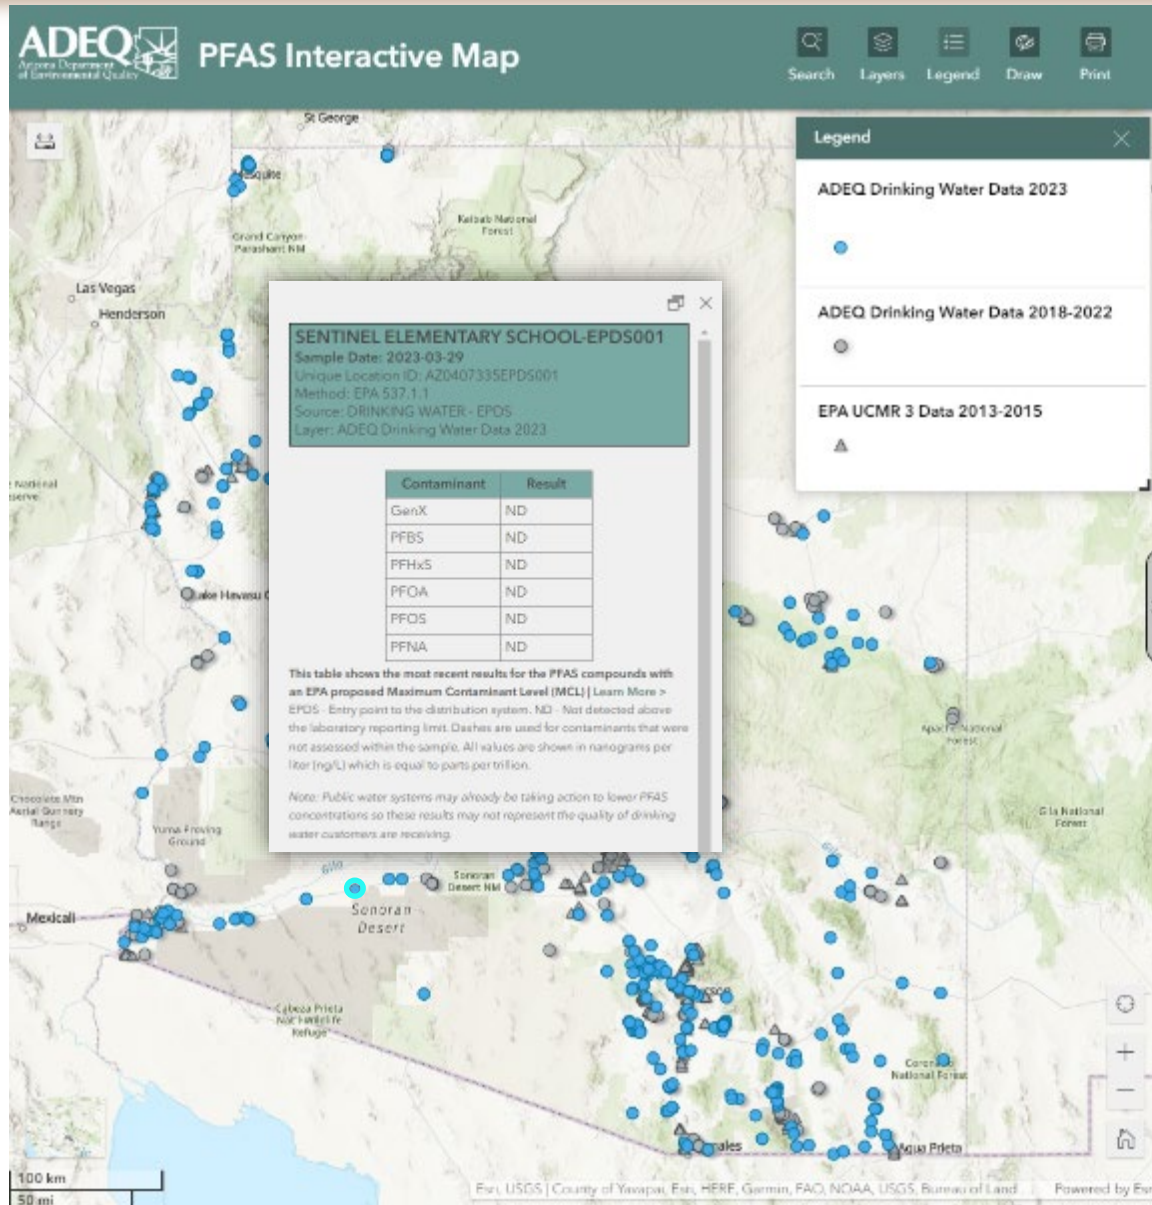 ADEQ
Arizona Department
of Environmental Quality
PFAS Interactive Map
Search
Layers
Legend
Draw
Print
Legend
ADEQ Drinking Water Data 2023
ADEQ Drinking Water Data 2018-2022
EPA UCMR 3 Data 2013-2015
St George
Mesquite
Kaibab National
Forest
Grand Canyon-
Parashant NM
Las Vegas
Henderson
SENTINEL ELEMENTARY SCHOOL-EPDS001
Sample Date: 2023-03-29
Unique Location ID: AZ0407335EPDS001
Method: EPA 537.1.1
Source: DRINKING WATER - EPDS
Layer: ADEQ Drinking Water Data 2023
Contaminant Result
GenX ND
PFBS ND
PFHxS ND
PFOA ND
PFOS ND
PFNA ND
This table shows the most recent results for the PFAS compounds with
an EPA proposed Maximum Contaminant Level (MCL) | Learn More >
EPDS - Entry point to the distribution system. ND - Not detected above
the laboratory reporting limit. Dashes are used for contaminants that were
not assessed within the sample. All values are shown in nanograms per
liter (ng/L) which is equal to parts per trillion.
Note: Public water systems may already be taking action to lower PFAS
concentrations so these results may not represent the quality of drinking
water customers are receiving.
National
Lake Havasu C
Apache National
Forest
Chocolate Mtn
Aerial Gunnery
Range
Yuma Proving
Ground
Gila National
Forest
Gila
Gila
Sonoran
Desert NM
Mexicali
Sonoran
Desert
Cabeza Prieta
Nat'l Wildlife
Refuge
Coronado
National Forest
ales
Agua Prieta
100 km
50 mi
Esri, USGS | County of Yavapai, Esri, HERE, Garmin, FAO, NOAA, USGS, Bureau of Land
Powered by Esri